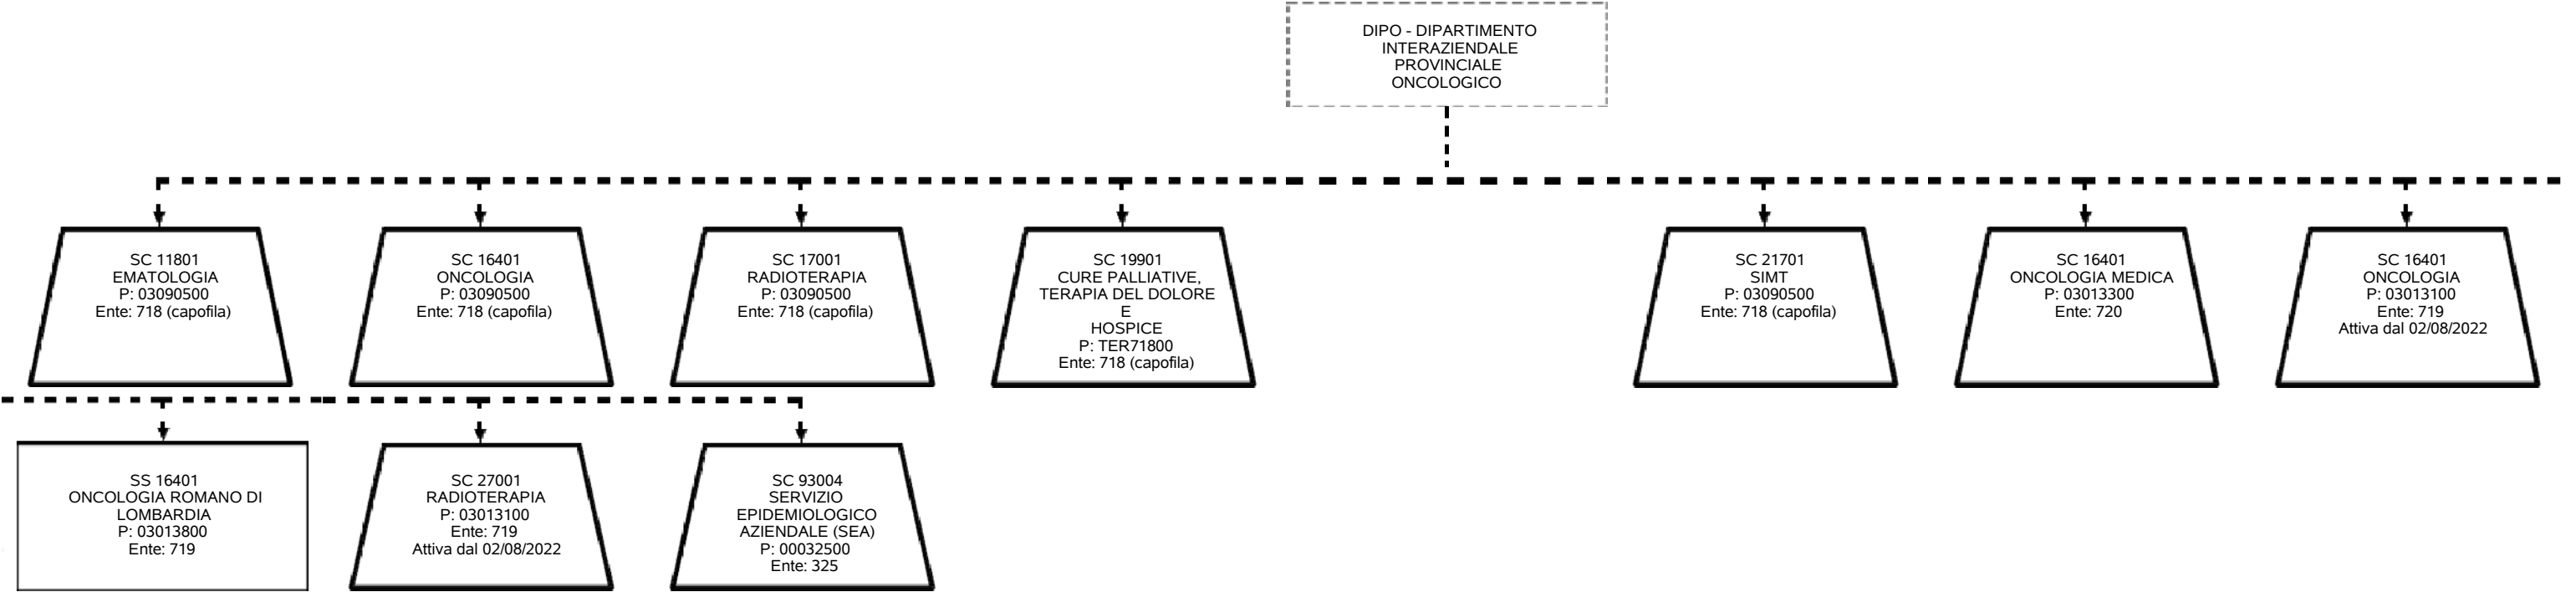 DIPO - DIPARTIMENTO
INTERAZIENDALE
PROVINCIALE
ONCOLOGICO
SC 11801
EMATOLOGIA
P: 03090500
Ente: 718 (capofila)
SC 16401
ONCOLOGIA
P: 03090500
Ente: 718 (capofila)
SC 17001
RADIOTERAPIA
P: 03090500
Ente: 718 (capofila)
SC 19901
CURE PALLIATIVE,
TERAPIA DEL DOLORE
E
HOSPICE
P: TER71800
Ente: 718 (capofila)
SC 21701
SIMT
P: 03090500
Ente: 718 (capofila)
SC 16401
ONCOLOGIA MEDICA
P: 03013300
Ente: 720
SC 16401
ONCOLOGIA
P: 03013100
Ente: 719
Attiva dal 02/08/2022
SS 16401
ONCOLOGIA ROMANO DI
LOMBARDIA
P: 03013800
Ente: 719
SC 27001
RADIOTERAPIA
P: 03013100
Ente: 719
Attiva dal 02/08/2022
SC 93004
SERVIZIO
EPIDEMIOLOGICO
AZIENDALE (SEA)
P: 00032500
Ente: 325